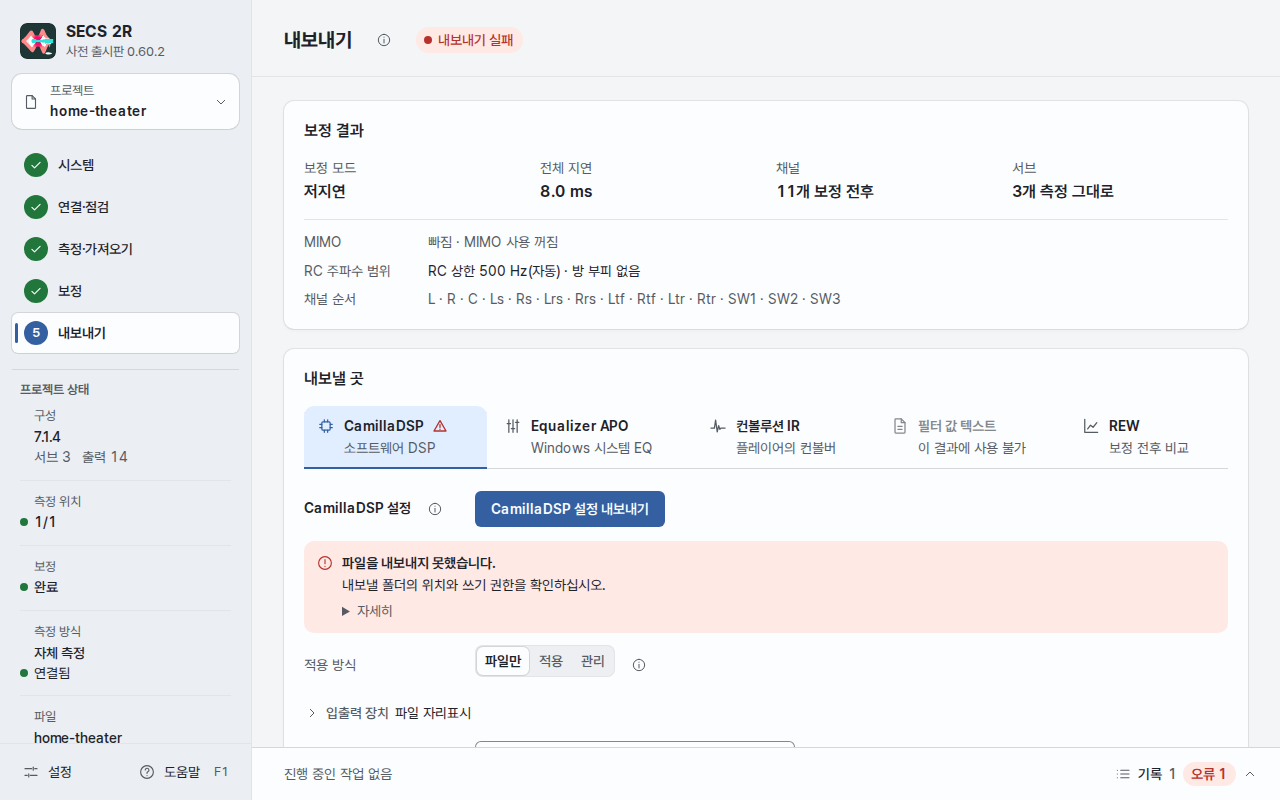 SECS 2R
사전 출시판 0.60.2
프로젝트
home-theater
시스템
연결·점검
측정·가져오기
보정
5 내보내기
프로젝트 상태
구성
7.1.4
서브 3 출력 14
측정 위치
1/1
보정
완료
측정 방식
자체 측정
연결됨
파일
home-theater
설정 도움말 F1
내보내기 내보내기 실패
보정 결과
보정 모드 전체 지연 채널 서브
저지연 8.0 ms 11개 보정 전후 3개 측정 그대로
MIMO 빠짐 · MIMO 사용 꺼짐
RC 주파수 범위 RC 상한 500 Hz(자동) · 방 부피 없음
채널 순서 L · R · C · Ls · Rs · Lrs · Rrs · Ltf · Rtf · Ltr · Rtr · SW1 · SW2 · SW3
내보낼 곳
CamillaDSP Equalizer APO 컨볼루션 IR 필터 값 텍스트 REW
소프트웨어 DSP Windows 시스템 EQ 플레이어의 컨볼버 이 결과에 사용 불가 보정 전후 비교
CamillaDSP 설정 CamillaDSP 설정 내보내기
파일을 내보내지 못했습니다.
내보낼 폴더의 위치와 쓰기 권한을 확인하십시오.
자세히
적용 방식 파일만 적용 관리
입출력 장치 파일 자리표시
진행 중인 작업 없음 기록 1 오류 1